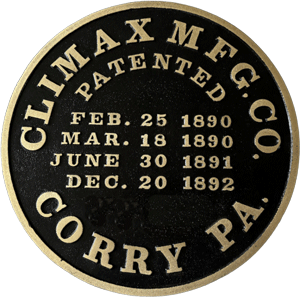 CLIMAX MFG. CO.
PATENTED
FEB. 25 1890
MAR. 18 1890
JUNE 30 1891
DEC. 20 1892
CORRY PA.